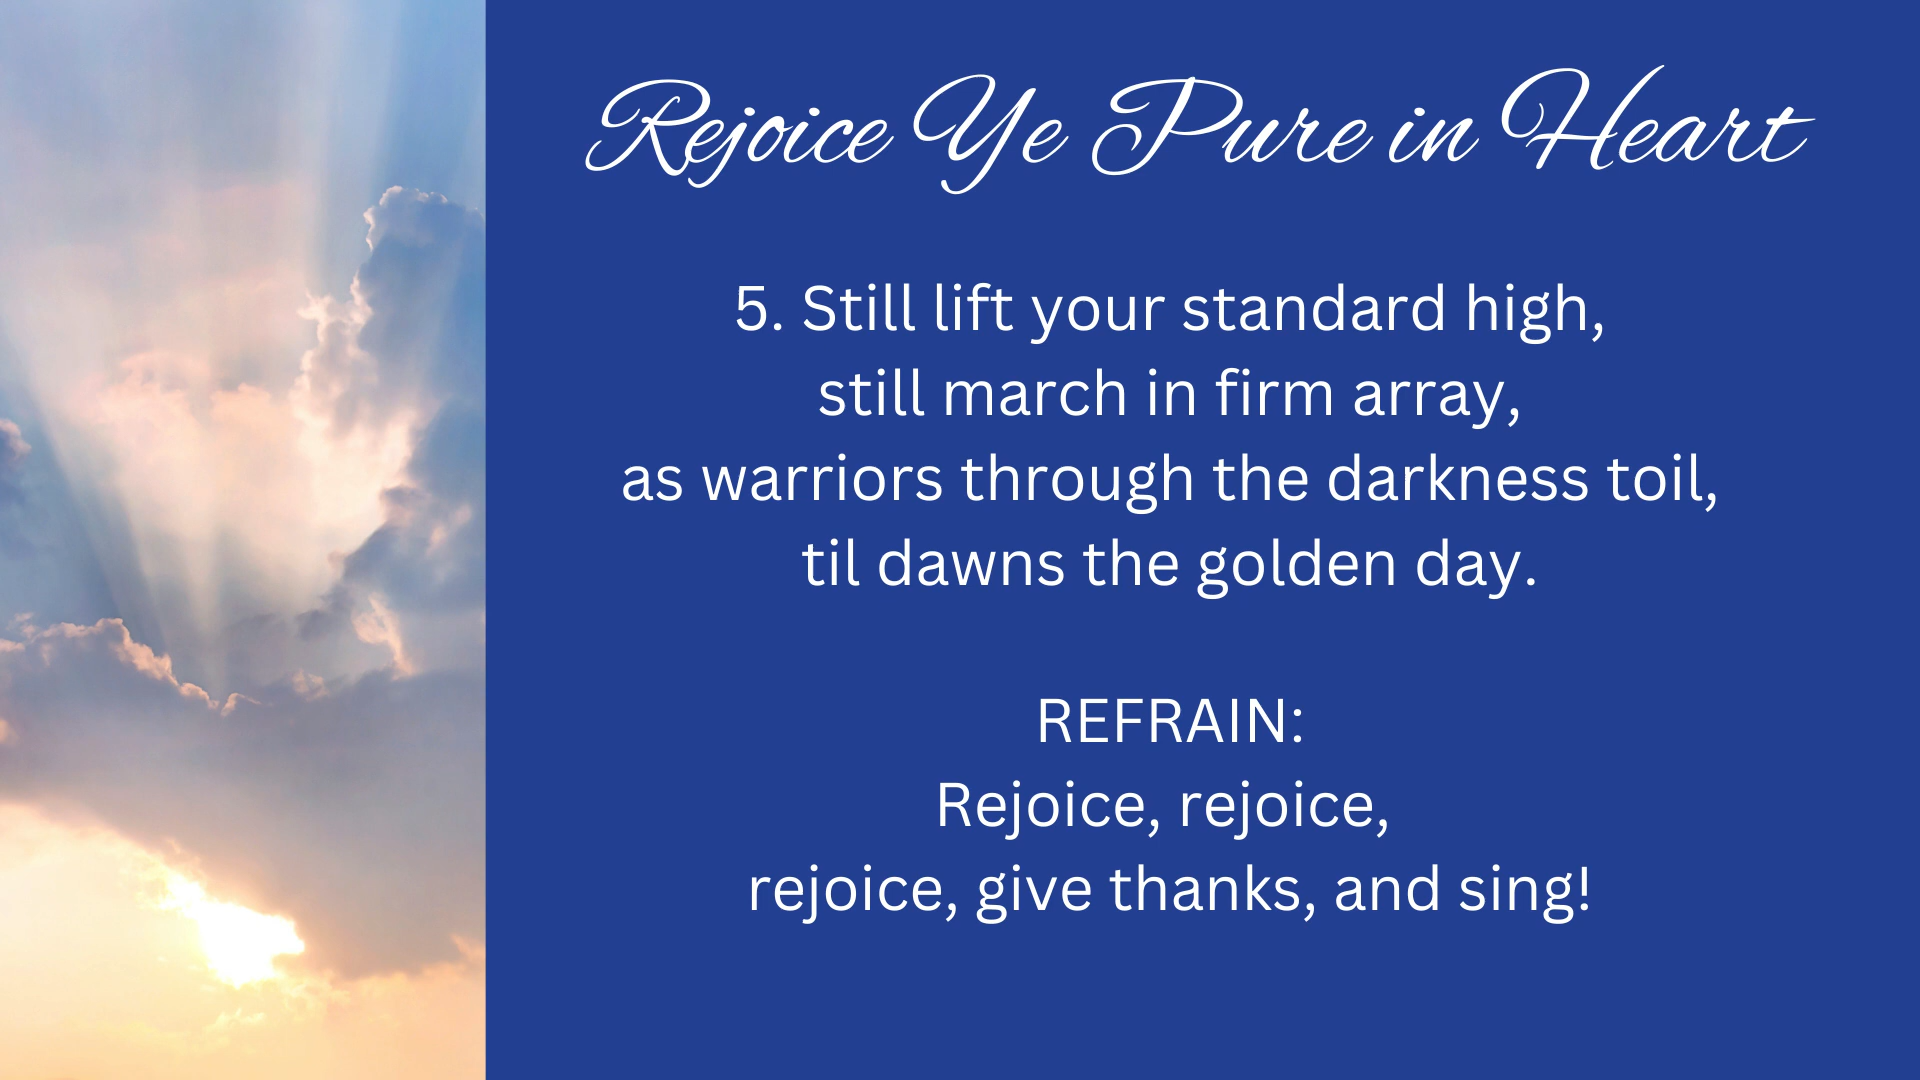 Rejoice Ye Pure in Heart
5. Still lift your standard high,
still march in firm array,
as warriors through the darkness toil,
til dawns the golden day.
REFRAIN:
Rejoice, rejoice,
rejoice, give thanks, and sing!